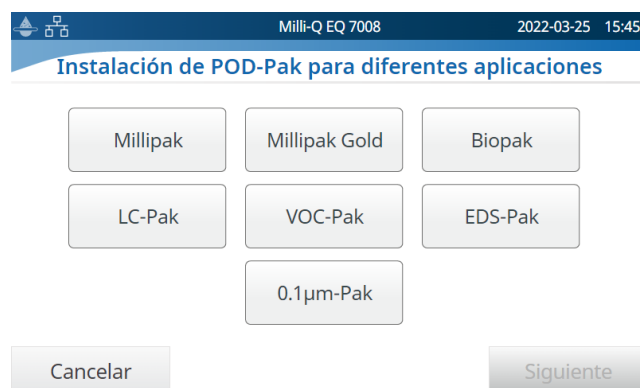 Milli-Q EQ 7008 2022-03-25 15:45
Instalación de POD-Pak para diferentes aplicaciones
Millipak Millipak Gold Biopak
LC-Pak VOC-Pak EDS-Pak
0.1µm-Pak
Cancelar Siguiente